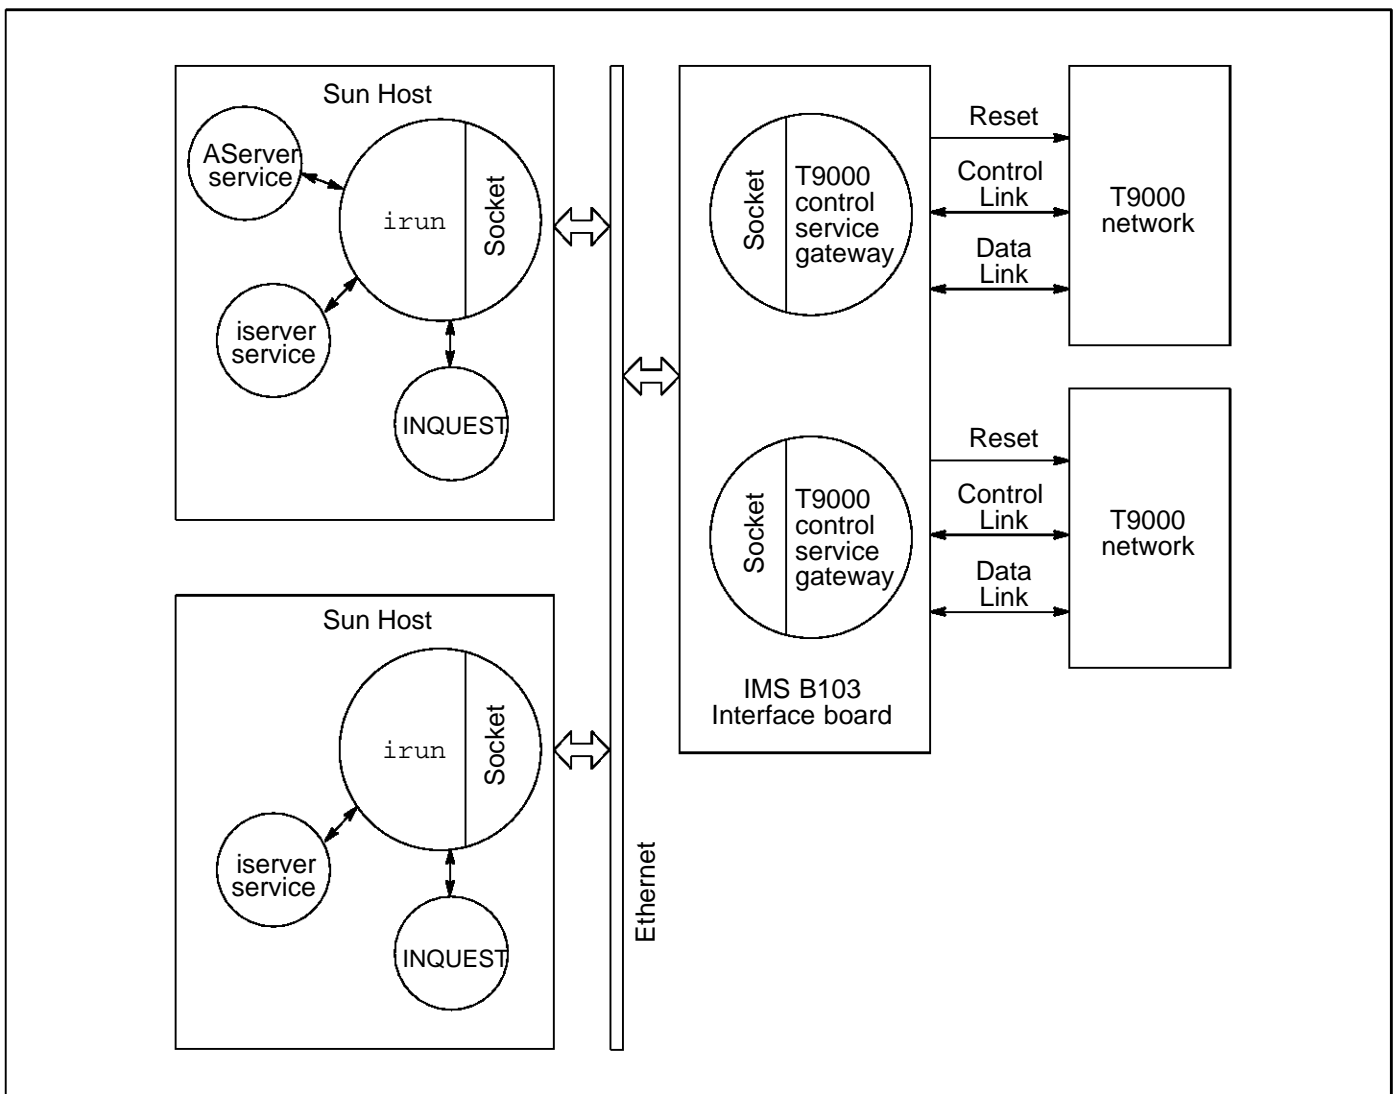 Sun Host
AServer
service
irun
Socket
iserver
service
INQUEST
Sun Host
irun
Socket
iserver
service
INQUEST
Ethernet
Socket
T9000
control
service
gateway
Socket
T9000
control
service
gateway
IMS B103
Interface board
Reset
Control
Link
Data
Link
T9000
network
Reset
Control
Link
Data
Link
T9000
network